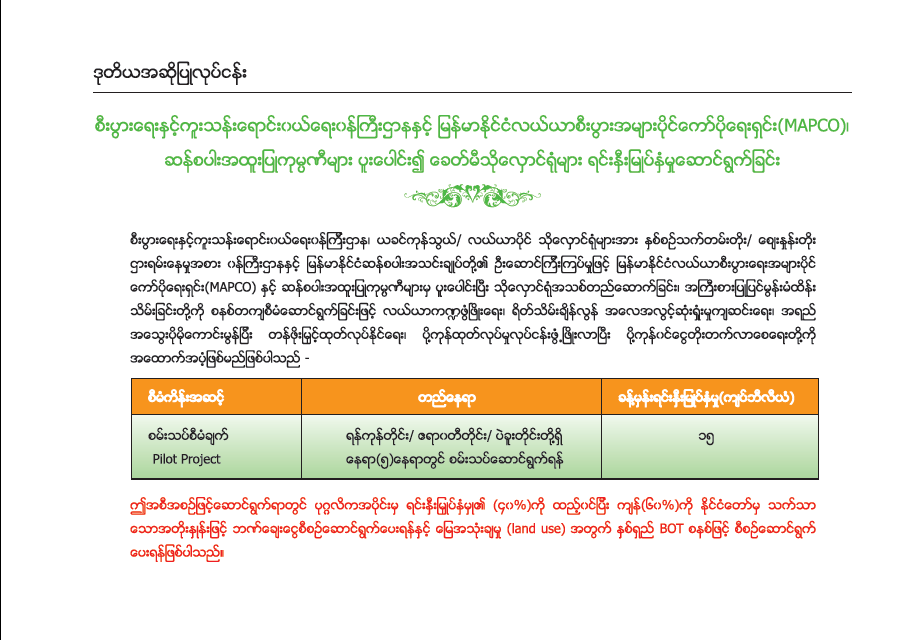 ဒုတိယအဆိုပြုလုပ်ငန်း
စီးပွားရေးနှင့်ကူးသန်းရောင်းဝယ်ရေးဝန်ကြီးဌာနနှင့် မြန်မာနိုင်ငံလယ်ယာစီးပွားအများပိုင်ကော်ပိုရေးရှင်း(MAPCO)၊
ဆန်စပါးအထူးပြုကုမ္ပဏီများ ပူးပေါင်း၍ ခေတ်မီသိုလှောင်ရုံများ ရင်းနှီးမြှုပ်နှံမှုဆောင်ရွက်ခြင်း
စီးပွားရေးနှင့်ကူးသန်းရောင်းဝယ်ရေးဝန်ကြီးဌာန၊ ယခင်ကုန်သွယ်/ လယ်ယာပိုင် သိုလှောင်ရုံများအား နှစ်စဉ်သက်တမ်းတိုး/ ဈေးနှုန်းတိုး
ငှားရမ်းနေမှုအစား ဝန်ကြီးဌာနနှင့် မြန်မာနိုင်ငံဆန်စပါးအသင်းချုပ်တို့၏ ဦးဆောင်ကြီးကြပ်မှုဖြင့် မြန်မာနိုင်ငံလယ်ယာစီးပွားရေးအများပိုင်
ကော်ပိုရေးရှင်း(MAPCO) နှင့် ဆန်စပါးအထူးပြုကုမ္ပဏီများမှ ပူးပေါင်းပြီး သိုလှောင်ရုံအသစ်တည်ဆောက်ခြင်း၊ အကြီးစားပြုပြင်မွမ်းမံထိန်း
သိမ်းခြင်းတို့ကို စနစ်တကျစီမံဆောင်ရွက်ခြင်းဖြင့် လယ်ယာကဏ္ဍဖွံ့ဖြိုးရေး၊ ရိတ်သိမ်းချိန်လွန် အလေအလွင့်ဆုံးရှုံးမှုကျဆင်းရေး၊ အရည်
အသွေးပိုမိုကောင်းမွန်ပြီး တန်ဖိုးမြှင့်ထုတ်လုပ်နိုင်ရေး၊ ပို့ကုန်ထုတ်လုပ်မှုလုပ်ငန်းဖွံ့ဖြိုးလာပြီး ပို့ကုန်ဝင်ငွေတိုးတက်လာစေရေးတို့ကို
အထောက်အပံ့ဖြစ်မည်ဖြစ်ပါသည် -
စီမံကိန်းအဆင့် တည်နေရာ ခန့်မှန်းရင်းနှီးမြှုပ်နှံမှု(ကျပ်ဘီလီယံ)
စမ်းသပ်စီမံချက် ရန်ကုန်တိုင်း/ ဧရာဝတီတိုင်း/ ပဲခူးတိုင်းတို့ရှိ ၁၅
Pilot Project နေရာ(၅)နေရာတွင် စမ်းသပ်ဆောင်ရွက်ရန်
ဤအစီအစဉ်ဖြင့်ဆောင်ရွက်ရာတွင် ပုဂ္ဂလိကအပိုင်းမှ ရင်းနှီးမြှုပ်နှံမှု၏ (၄၀%)ကို ထည့်ဝင်ပြီး ကျန်(၆၀%)ကို နိုင်ငံတော်မှ သက်သာ
သောအတိုးနှုန်းဖြင့် ဘဏ်ချေးငွေစီစဉ်ဆောင်ရွက်ပေးရန်နှင့် မြေအသုံးချမှု (land use) အတွက် နှစ်ရှည် BOT စနစ်ဖြင့် စီစဉ်ဆောင်ရွက်
ပေးရန်ဖြစ်ပါသည်။